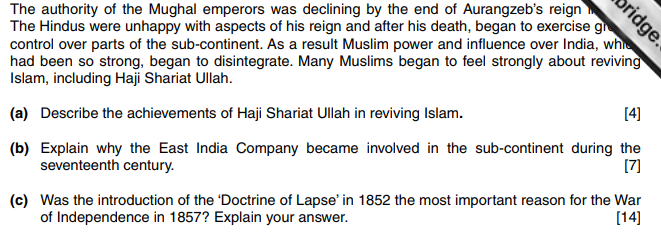 The authority of the Mughal emperors was declining by the end of Aurangzeb's reign
The Hindus were unhappy with aspects of his reign and after his death, began to exercise
control over parts of the sub-continent. As a result Muslim power and influence over India,
had been so strong, began to disintegrate. Many Muslims began to feel strongly about reviving
Islam, including Haji Shariat Ullah.
(a) Describe the achievements of Haji Shariat Ullah in reviving Islam. [4]
(b) Explain why the East India Company became involved in the sub-continent during the
seventeenth century. [7]
(c) Was the introduction of the 'Doctrine of Lapse' in 1852 the most important reason for the War
of Independence in 1857? Explain your answer. [14]
bridge.